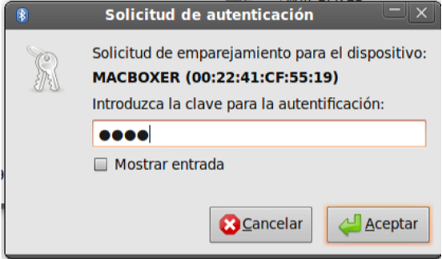 Solicitud de autenticación
Solicitud de emparejamiento para el dispositivo:
MACBOXER (00:22:41:CF:55:19)
Introduzca la clave para la autentificación:
●●●●
Mostrar entrada
Cancelar
Aceptar